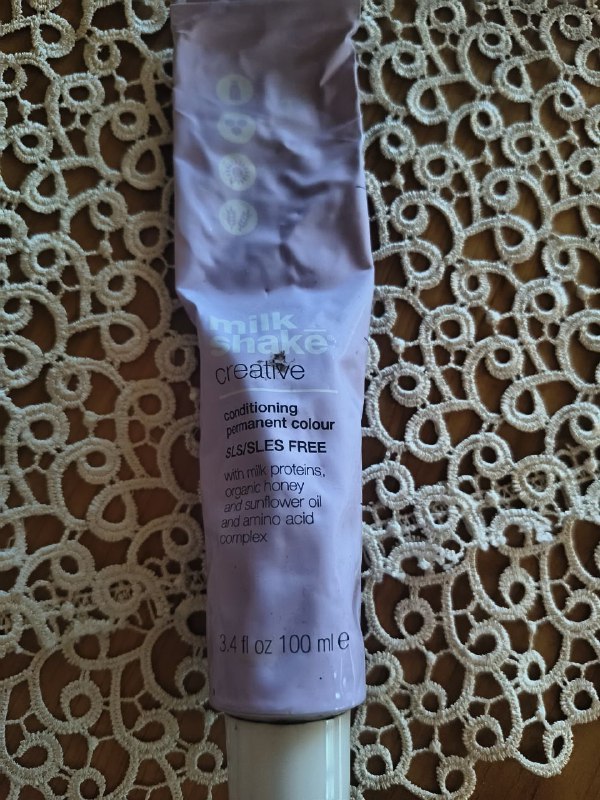 milk
shake
creative
conditioning
permanent colour
SLS/SLES FREE
with milk proteins,
organic honey
and sunflower oil
and amino acid
complex
3.4 fl oz 100 ml ℮